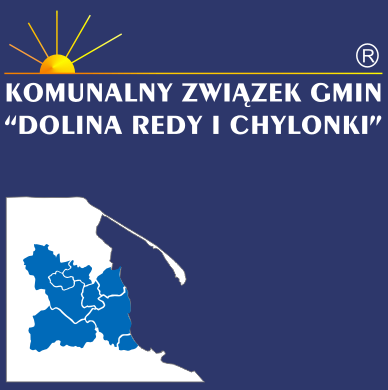 ®
KOMUNALNY ZWIĄZEK GMIN
“DOLINA REDY I CHYLONKI”